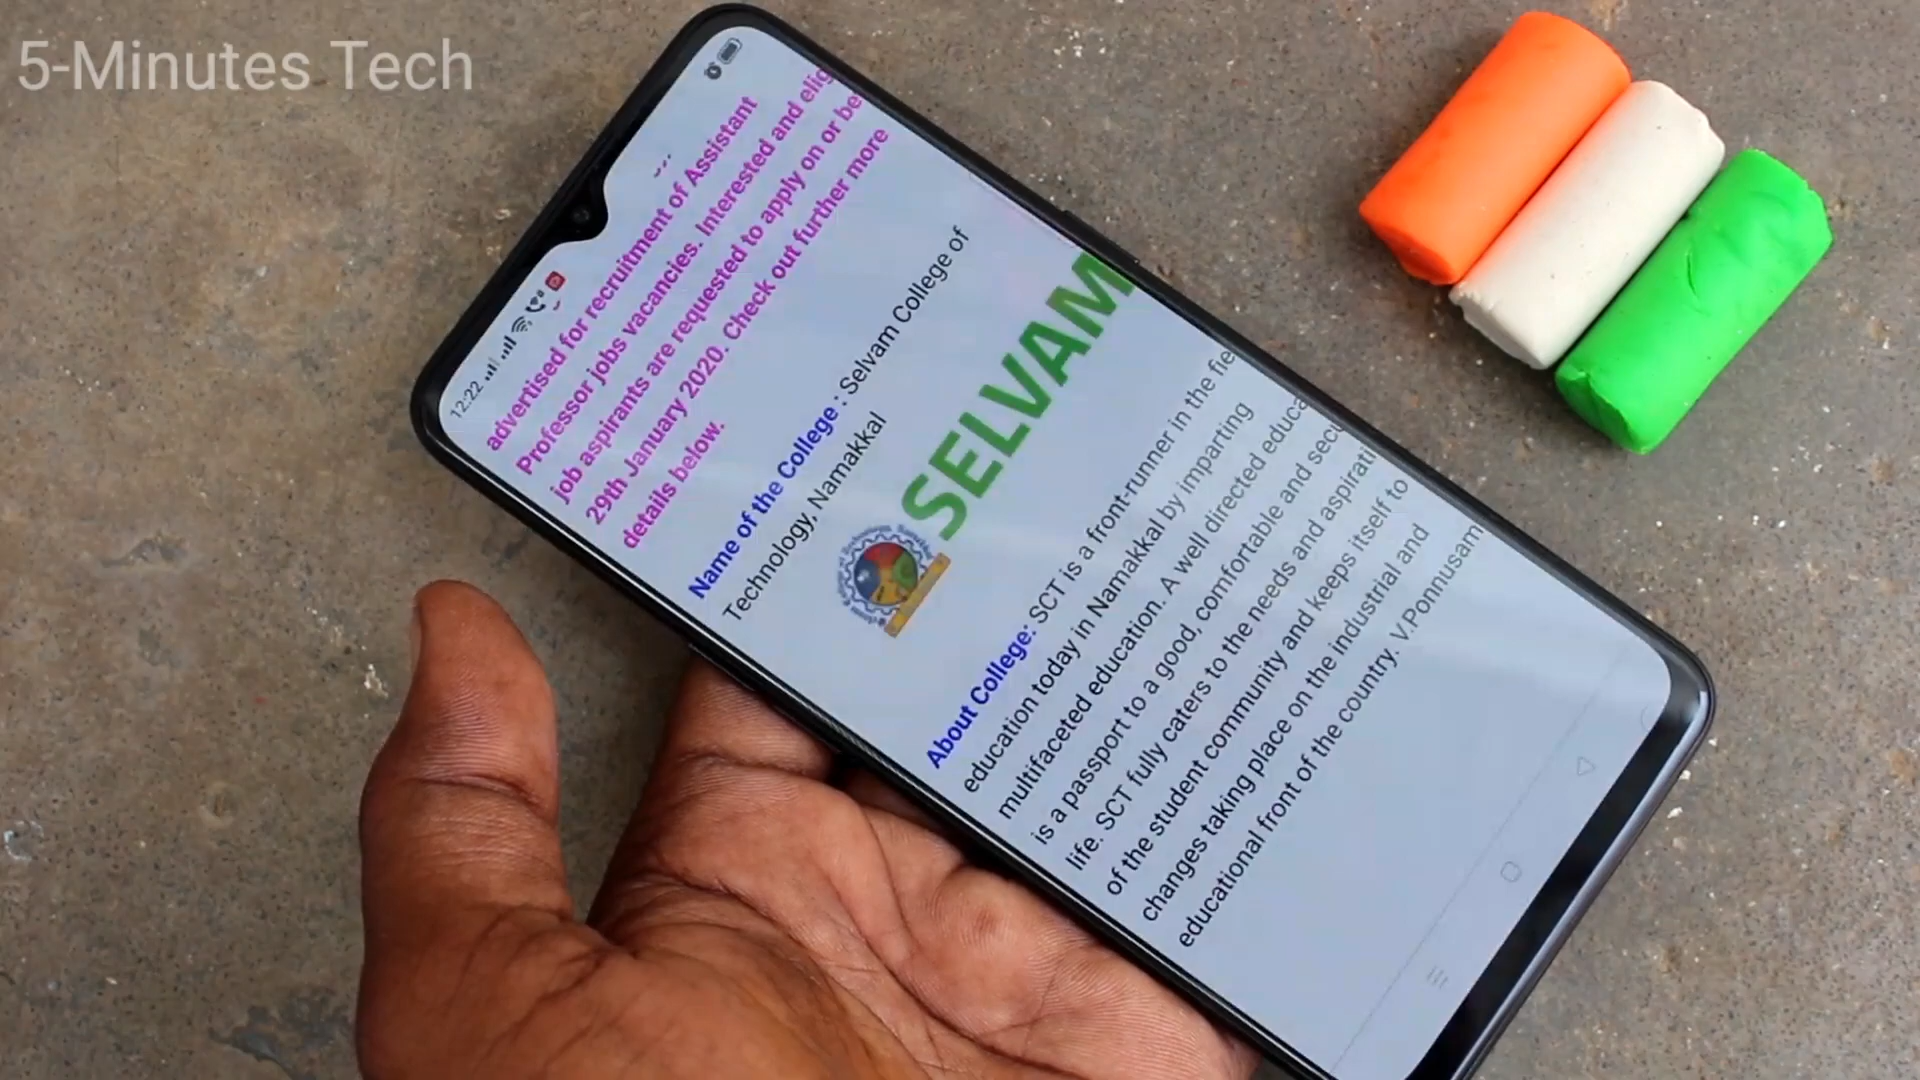 5-Minutes Tech
12:22
advertised for recruitment of Assistant
Professor jobs vacancies. Interested and elig
job aspirants are requested to apply on or be
29th January 2020. Check out further more
details below.
Name of the College : Selvam College of
Technology, Namakkal
SELVAM
About College: SCT is a front-runner in the fie
education today in Namakkal by imparting
multifaceted education. A well directed educa
is a passport to a good, comfortable and secu
life. SCT fully caters to the needs and aspirati
of the student community and keeps itself to
changes taking place on the industrial and
educational front of the country. V.Ponnusam